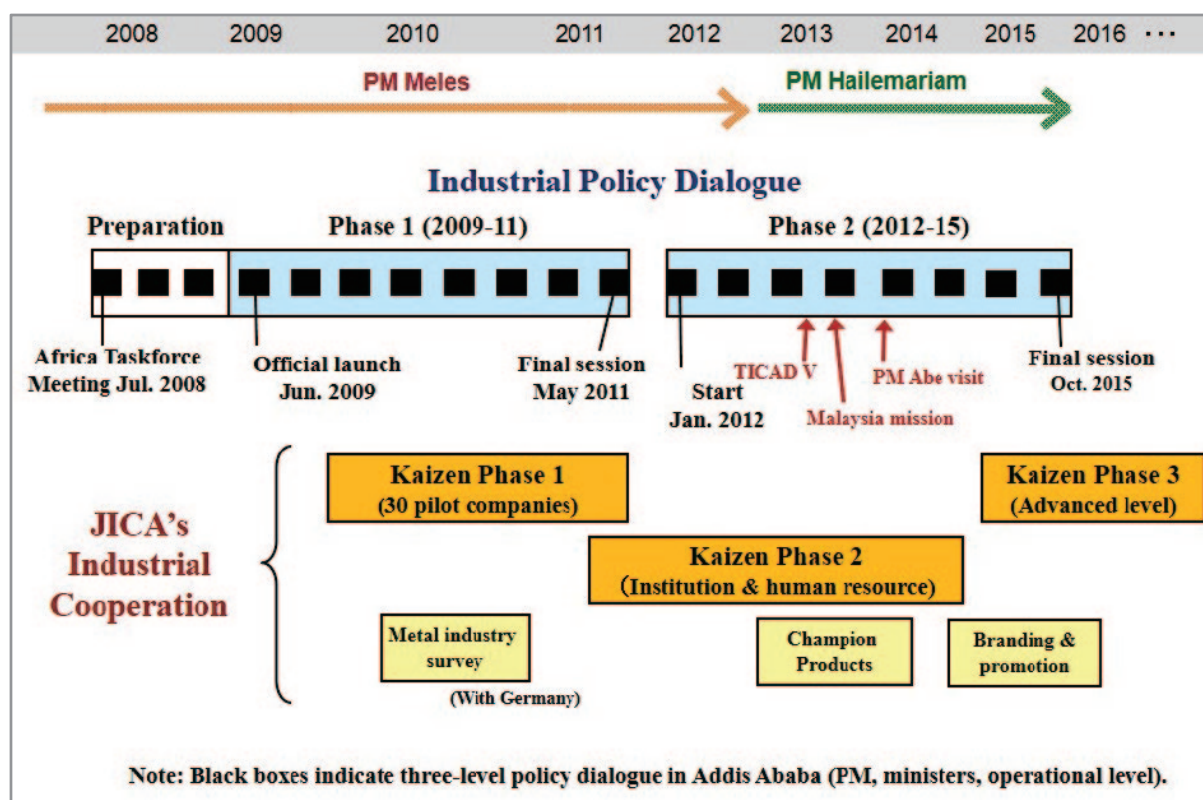 2008 2009 2010 2011 2012 2013 2014 2015 2016 ···
PM Meles
PM Hailemariam
Industrial Policy Dialogue
Preparation
Phase 1 (2009-11)
Phase 2 (2012-15)
Africa Taskforce
Meeting Jul. 2008
Official launch
Jun. 2009
Final session
May 2011
Start
Jan. 2012
TICAD V
Malaysia mission
PM Abe visit
Final session
Oct. 2015
JICA's
Industrial
Cooperation
Kaizen Phase 1
(30 pilot companies)
Kaizen Phase 2
(Institution & human resource)
Kaizen Phase 3
(Advanced level)
Metal industry
survey
(With Germany)
Champion
Products
Branding &
promotion
Note: Black boxes indicate three-level policy dialogue in Addis Ababa (PM, ministers, operational level).